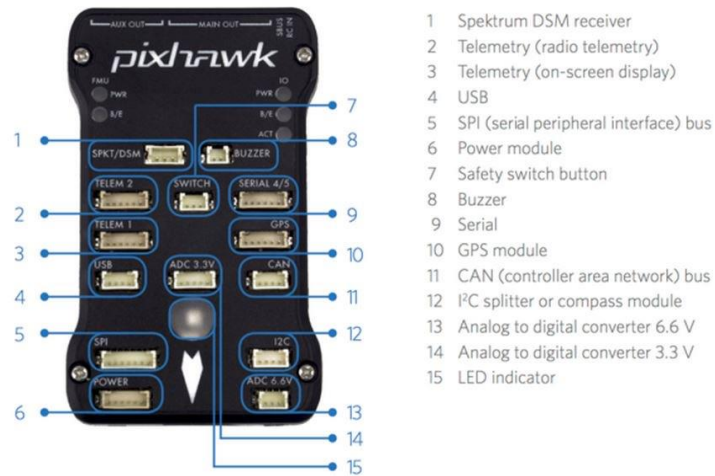 AUX OUT
MAIN OUT
SBUS
RC IN
pixhawk
FMU
PWR
B/E
IO
PWR
B/E
ACT
SPKT/DSM
BUZZER
TELEM 2
SWITCH
SERIAL 4/5
TELEM 1
GPS
USB
ADC 3.3V
CAN
SPI
I2C
POWER
ADC 6.6V
1
2
3
4
5
6
7
8
9
10
11
12
13
14
15
1 Spektrum DSM receiver
2 Telemetry (radio telemetry)
3 Telemetry (on-screen display)
4 USB
5 SPI (serial peripheral interface) bus
6 Power module
7 Safety switch button
8 Buzzer
9 Serial
10 GPS module
11 CAN (controller area network) bus
12 I²C splitter or compass module
13 Analog to digital converter 6.6 V
14 Analog to digital converter 3.3 V
15 LED indicator